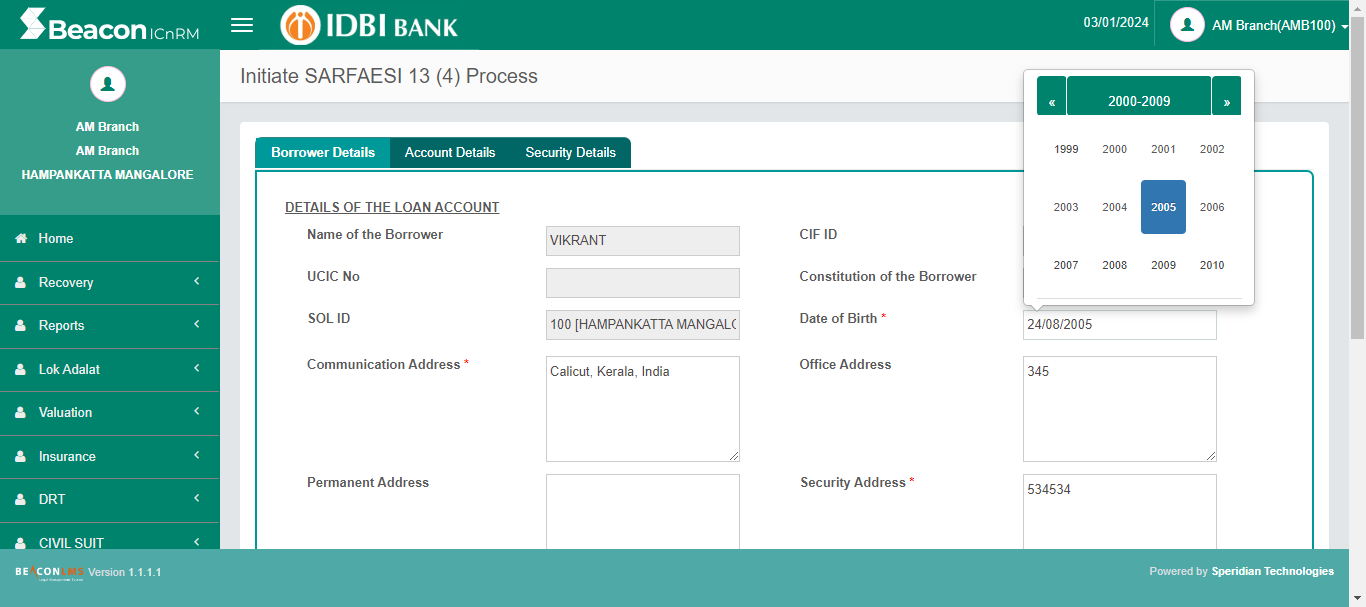 Beacon ICnRM
IDBI BANK
03/01/2024
AM Branch(AMB100)
AM Branch
AM Branch
HAMPANKATTA MANGALORE
Home
Recovery
Reports
Lok Adalat
Valuation
Insurance
DRT
CIVIL SUIT
Initiate SARFAESI 13 (4) Process
Borrower Details Account Details Security Details
DETAILS OF THE LOAN ACCOUNT
Name of the Borrower VIKRANT CIF ID
UCIC No Constitution of the Borrower
SOL ID 100 [HAMPANKATTA MANGALO Date of Birth * 24/08/2005
Communication Address * Calicut, Kerala, India Office Address 345
Permanent Address Security Address * 534534
« 2000-2009 »
1999 2000 2001 2002
2003 2004 2005 2006
2007 2008 2009 2010
BEACONLMS Version 1.1.1.1
Powered by Speridian Technologies